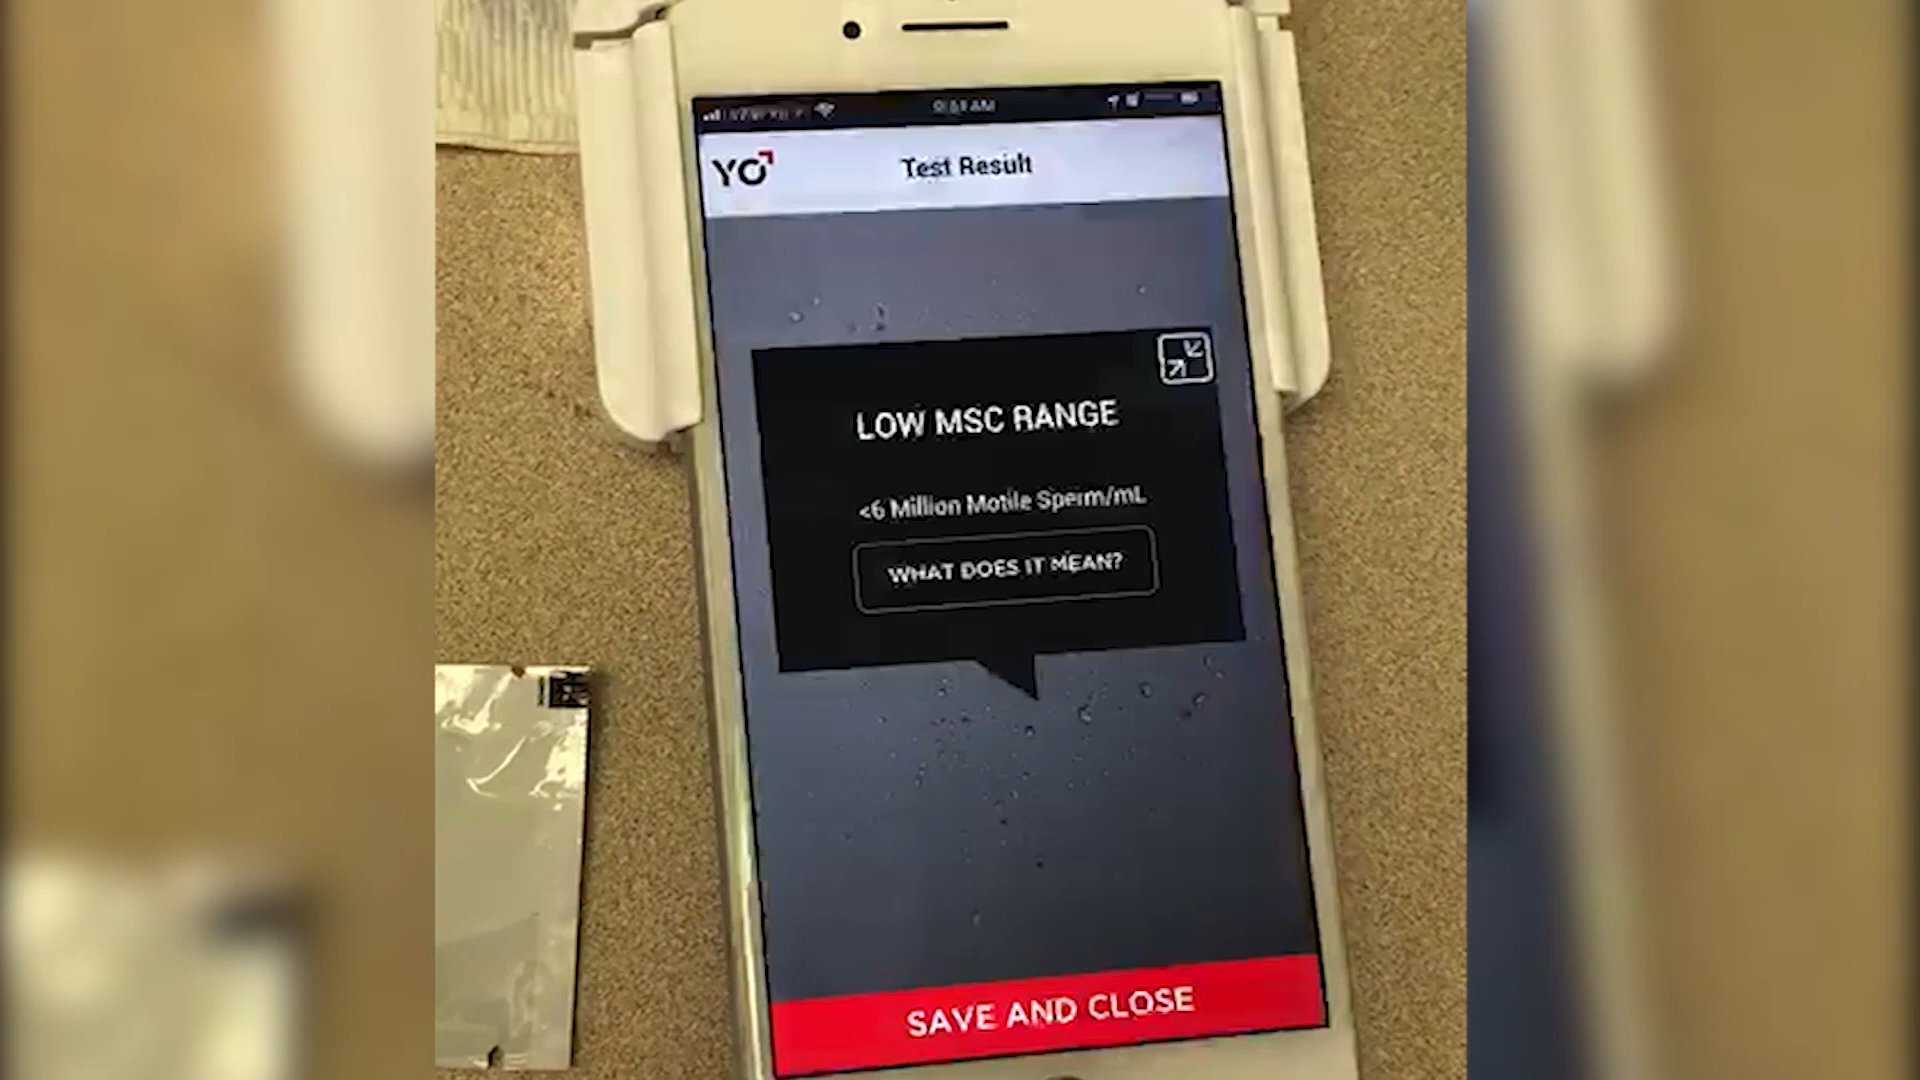 YO
Test Result
LOW MSC RANGE
<6 Million Motile Sperm/mL
WHAT DOES IT MEAN?
SAVE AND CLOSE